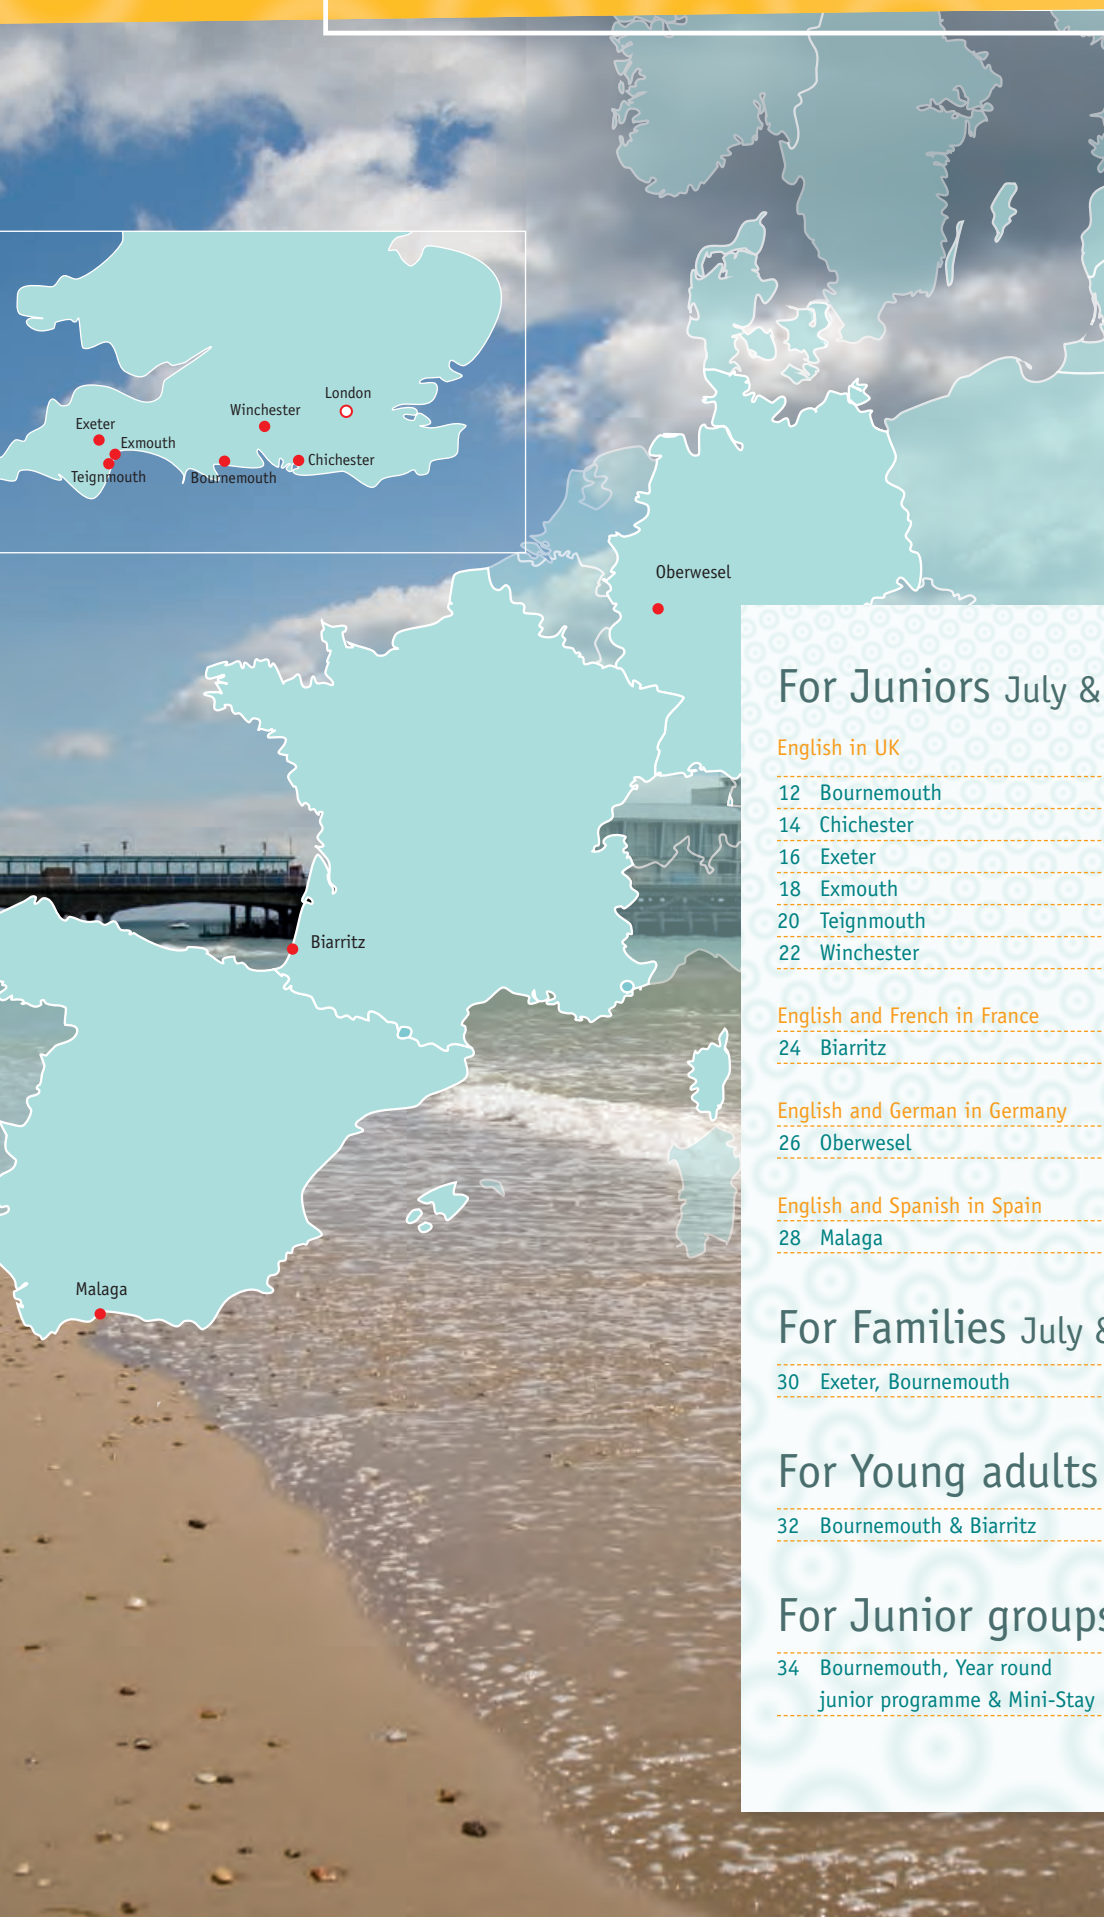 London
Winchester
Exeter
Exmouth
Chichester
Teignmouth
Bournemouth
Oberwesel
Biarritz
Malaga
For Juniors July &
English in UK
12 Bournemouth
14 Chichester
16 Exeter
18 Exmouth
20 Teignmouth
22 Winchester
English and French in France
24 Biarritz
English and German in Germany
26 Oberwesel
English and Spanish in Spain
28 Malaga
For Families July &
30 Exeter, Bournemouth
For Young adults
32 Bournemouth & Biarritz
For Junior groups
34 Bournemouth, Year round
junior programme & Mini-Stay